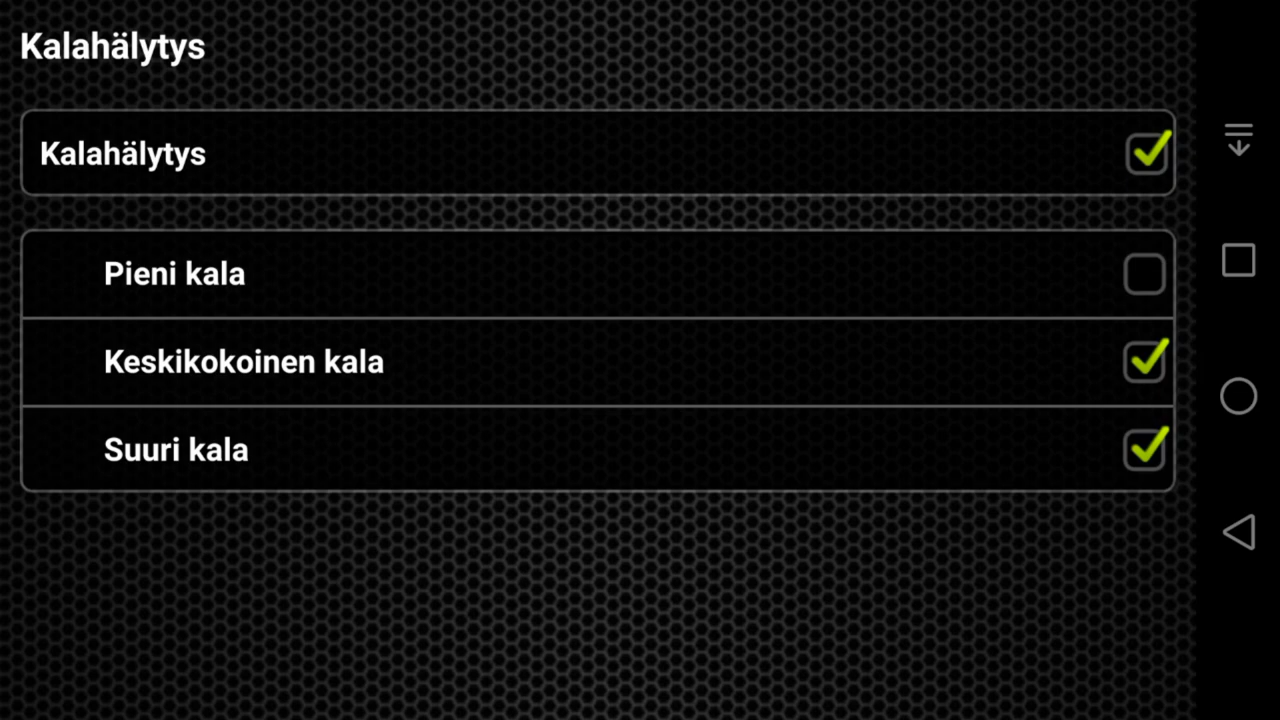 Kalahälytys
Kalahälytys
Pieni kala
Keskikokoinen kala
Suuri kala